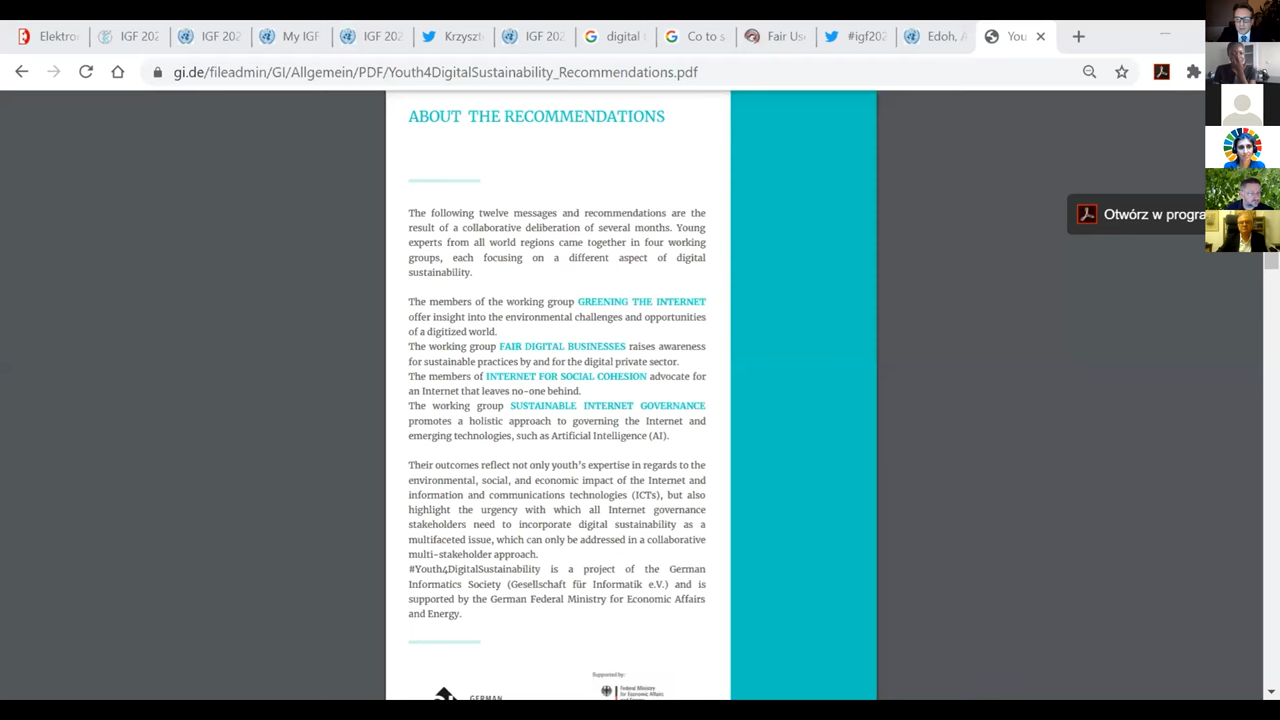 Elektro
IGF 202
IGF 202
My IGF
IGF 202
Krzyszt
IGF 202
digital t
Co to s
Fair Us
#igf202
Edoh, A
You
gi.de/fileadmin/GI/Allgemein/PDF/Youth4DigitalSustainability_Recommendations.pdf
Otwórz w progra
ABOUT THE RECOMMENDATIONS
The following twelve messages and recommendations are the
result of a collaborative deliberation of several months. Young
experts from all world regions came together in four working
groups, each focusing on a different aspect of digital
sustainability.
The members of the working group GREENING THE INTERNET
offer insight into the environmental challenges and opportunities
of a digitized world.
The working group FAIR DIGITAL BUSINESSES raises awareness
for sustainable practices by and for the digital private sector.
The members of INTERNET FOR SOCIAL COHESION advocate for
an Internet that leaves no-one behind.
The working group SUSTAINABLE INTERNET GOVERNANCE
promotes a holistic approach to governing the Internet and
emerging technologies, such as Artificial Intelligence (AI).
Their outcomes reflect not only youth's expertise in regards to the
environmental, social, and economic impact of the Internet and
information and communications technologies (ICTs), but also
highlight the urgency with which all Internet governance
stakeholders need to incorporate digital sustainability as a
multifaceted issue, which can only be addressed in a collaborative
multi-stakeholder approach.
#Youth4DigitalSustainability is a project of the German
Informatics Society (Gesellschaft für Informatik e.V.) and is
supported by the German Federal Ministry for Economic Affairs
and Energy.
Supported by:
GERMAN
Federal Ministry
for Economic Affairs